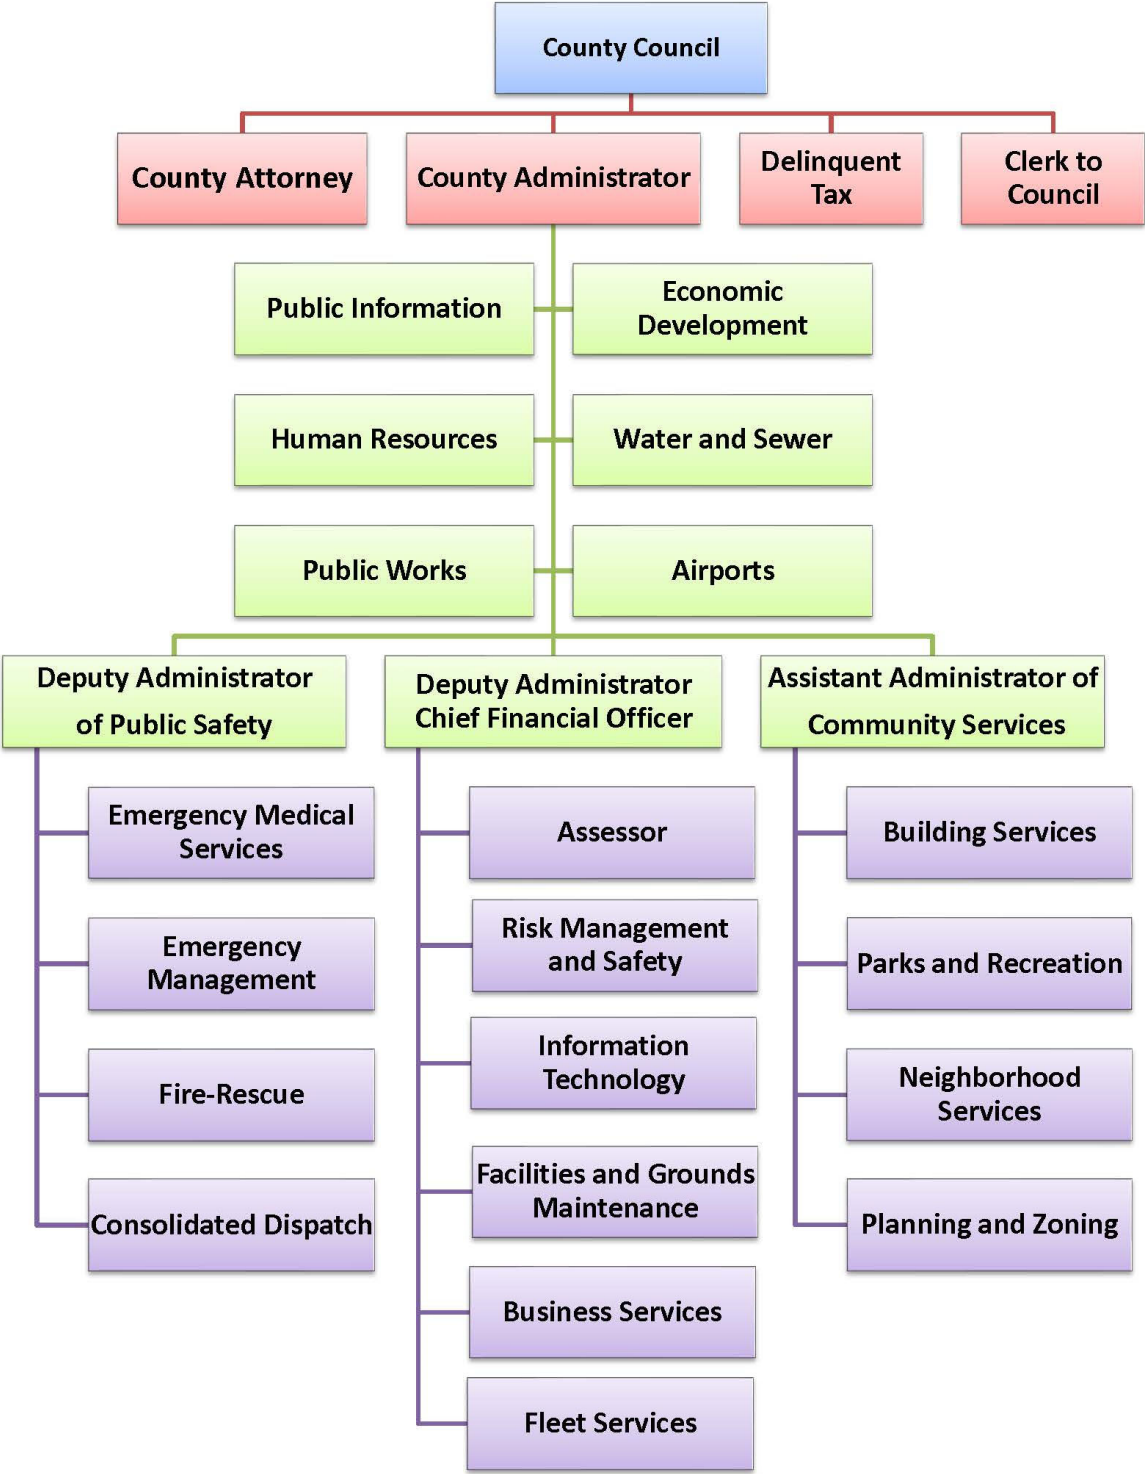 County Council
County Attorney
County Administrator
Delinquent
Tax
Clerk to
Council
Public Information
Economic
Development
Human Resources
Water and Sewer
Public Works
Airports
Deputy Administrator
of Public Safety
Deputy Administrator
Chief Financial Officer
Assistant Administrator of
Community Services
Emergency Medical
Services
Emergency
Management
Fire-Rescue
Consolidated Dispatch
Assessor
Risk Management
and Safety
Information
Technology
Facilities and Grounds
Maintenance
Business Services
Fleet Services
Building Services
Parks and Recreation
Neighborhood
Services
Planning and Zoning